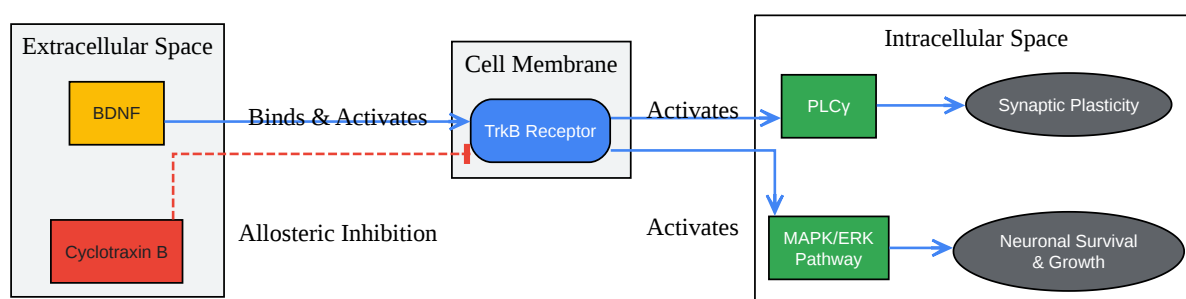 Extracellular Space
BDNF
Cyclotraxin B
Binds & Activates
Allosteric Inhibition
Cell Membrane
TrkB Receptor
Activates
Activates
Intracellular Space
PLCγ
Synaptic Plasticity
MAPK/ERK
Pathway
Neuronal Survival
& Growth